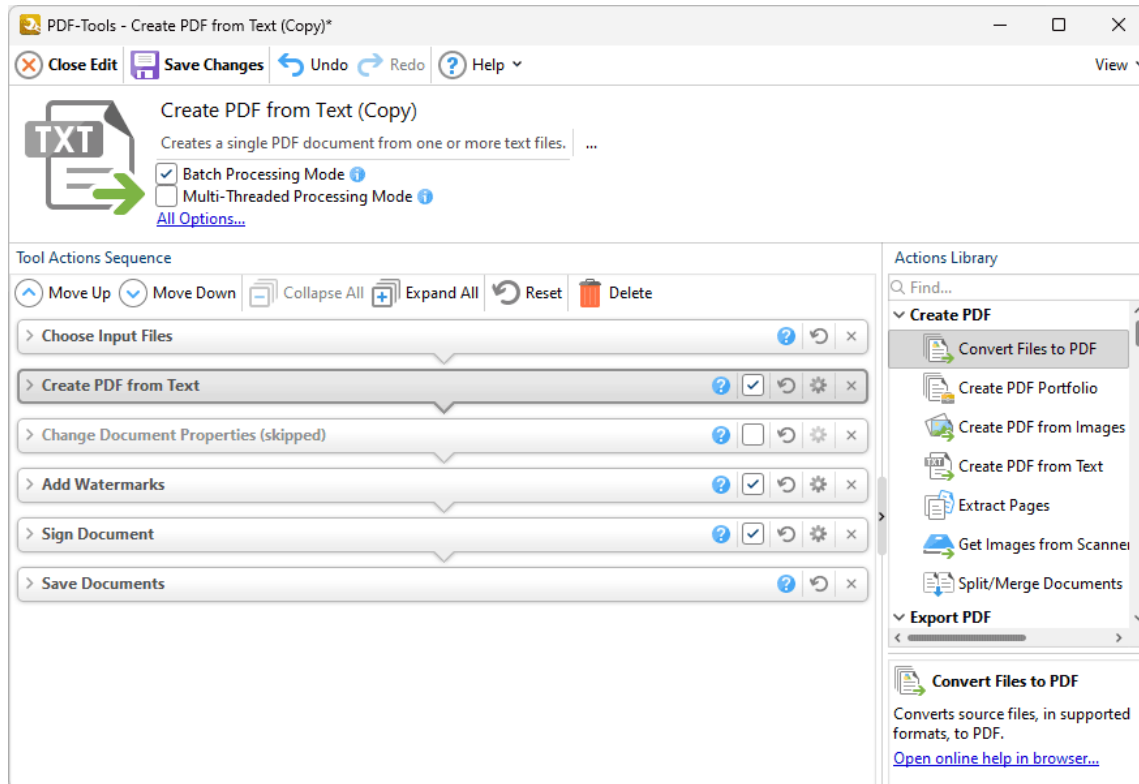 PDF-Tools - Create PDF from Text (Copy)*
Close Edit Save Changes Undo Redo ? Help View
Create PDF from Text (Copy)
TXT
Creates a single PDF document from one or more text files. ...
Batch Processing Mode i
Multi-Threaded Processing Mode i
All Options...
Tool Actions Sequence
Move Up Move Down Collapse All Expand All Reset Delete
Choose Input Files ?
Create PDF from Text ?
Change Document Properties (skipped) ?
Add Watermarks ?
Sign Document ?
Save Documents ?
Actions Library
Find...
Create PDF
Convert Files to PDF
Create PDF Portfolio
Create PDF from Images
TXT Create PDF from Text
Extract Pages
Get Images from Scanner
Split/Merge Documents
Export PDF
Convert Files to PDF
Converts source files, in supported
formats, to PDF.
Open online help in browser...